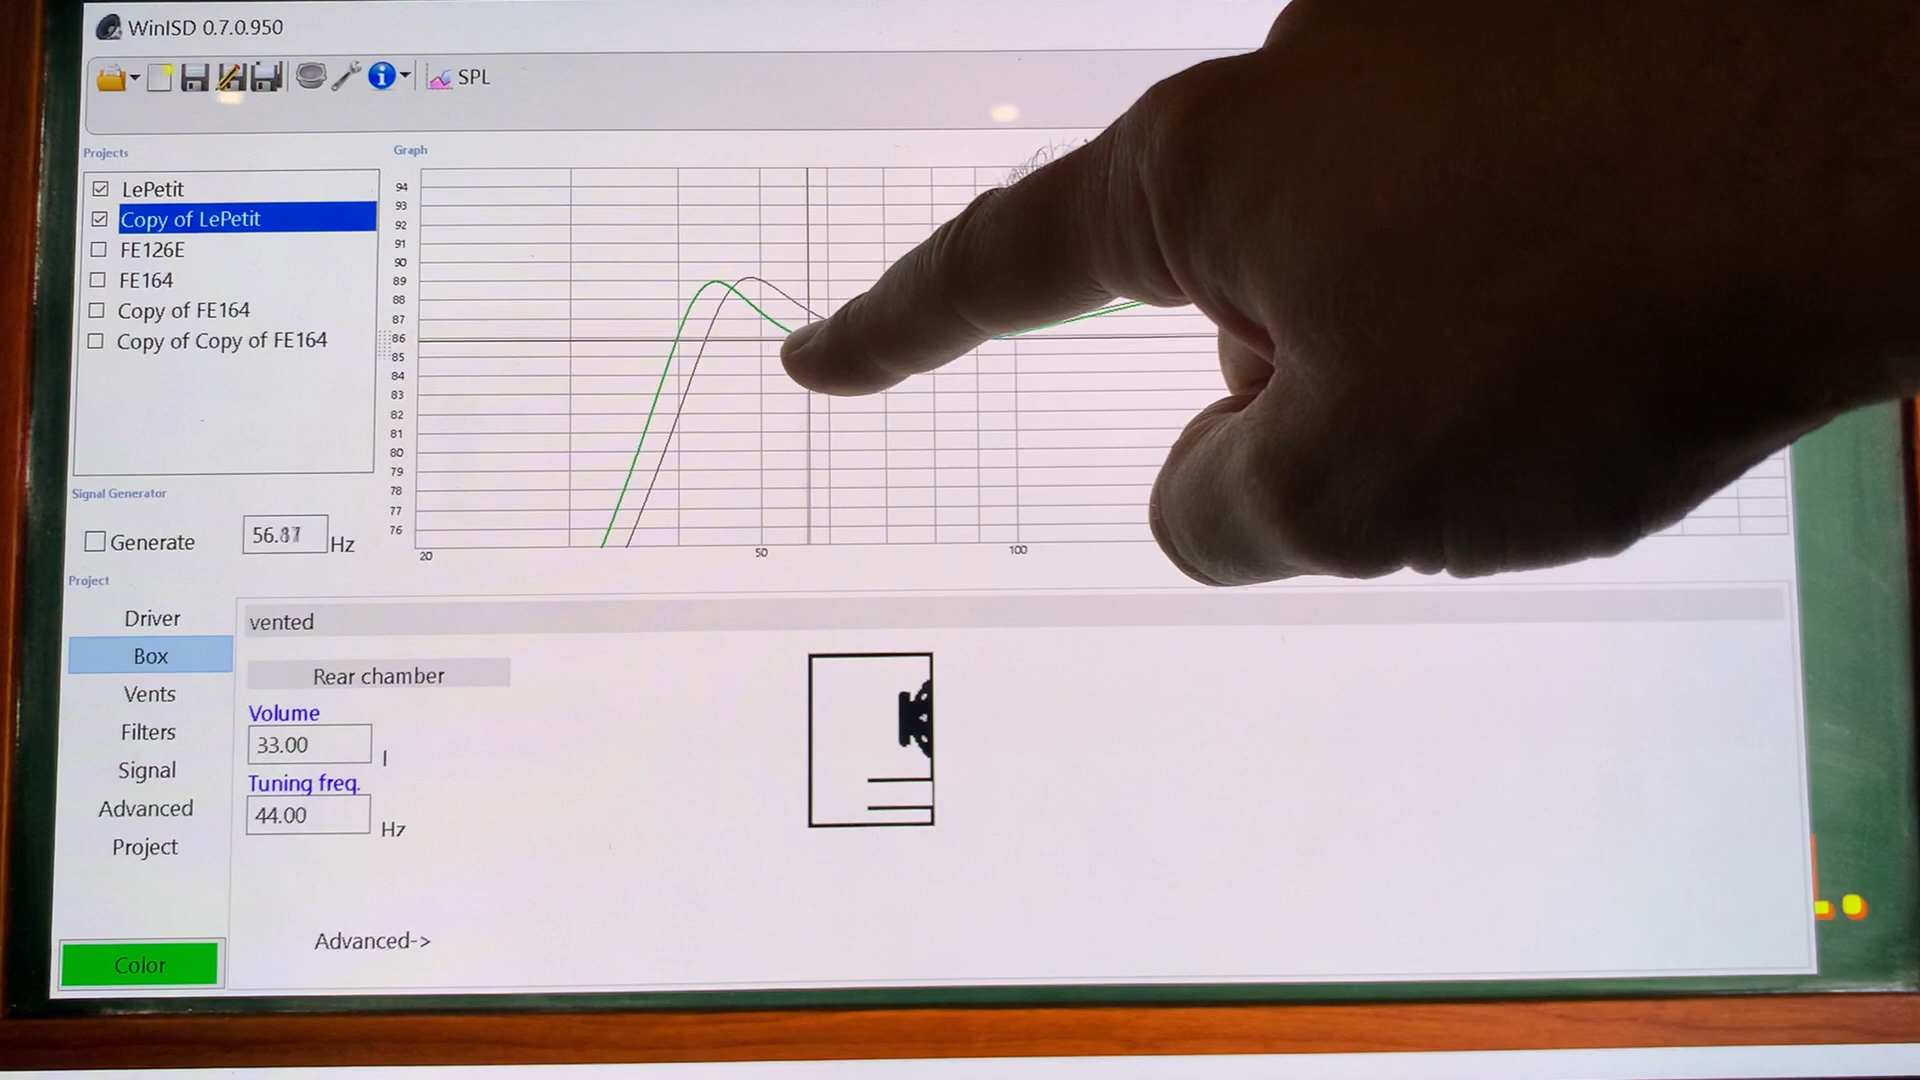 WinISD 0.7.0.950
SPL
Projects
LePetit
Copy of LePetit
FE126E
FE164
Copy of FE164
Copy of Copy of FE164
Graph
94
93
92
91
90
89
88
87
86
85
84
83
82
81
80
79
78
77
76
20 50 100
Signal Generator
Generate 56.87 Hz
Project
Driver
Box
Vents
Filters
Signal
Advanced
Project
Color
vented
Rear chamber
Volume
33.00 l
Tuning freq.
44.00 Hz
Advanced->